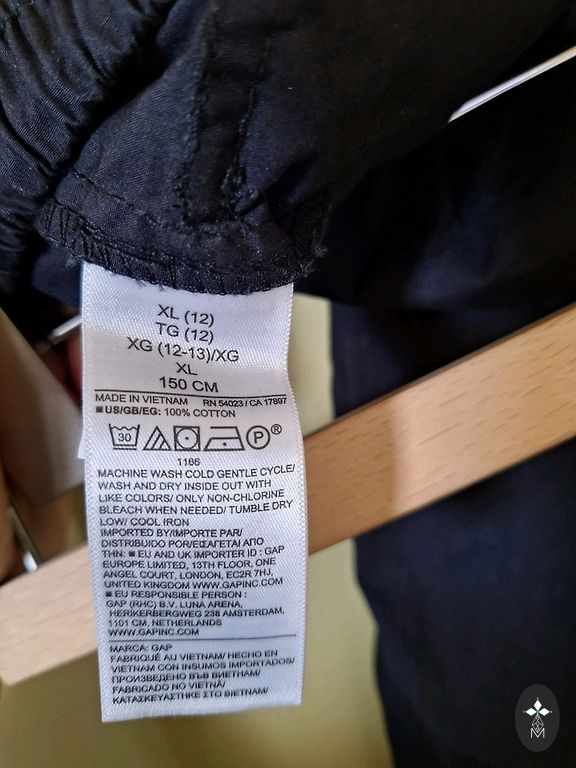 XL (12)
TG (12)
XG (12-13)/XG
XL
150 CM
MADE IN VIETNAM RN 54023 / CA 17897
■US/GB/EG: 100% COTTON
30 P®
1166
MACHINE WASH COLD GENTLE CYCLE/
WASH AND DRY INSIDE OUT WITH
LIKE COLORS/ ONLY NON-CHLORINE
BLEACH WHEN NEEDED/ TUMBLE DRY
LOW/ COOL IRON
IMPORTED BY/IMPORTE PAR/
DISTRIBUIDO POR/ΕΙΣΑΓΕΤΑΙ ΑΠΟ
ΤΗΝ: ■ EU AND UK IMPORTER ID : GAP
EUROPE LIMITED, 13TH FLOOR, ONE
ANGEL COURT, LONDON, EC2R 7HJ,
UNITED KINGDOM WWW.GAPINC.COM
■ EU RESPONSIBLE PERSON :
GAP (RHC) B.V. LUNA ARENA,
HERIKERBERGWEG 238 AMSTERDAM,
1101 CM, NETHERLANDS
WWW.GAPINC.COM
MARCA: GAP
FABRIQUÉ AU VIETNAM/ HECHO EN
VIETNAM CON INSUMOS IMPORTADOS/
ПРОИЗВЕДЕНО ВЪВ ВИЕТНАМ/
FABRICADO NO VIETNÃ/
ΚΑΤΑΣΚΕΥΑΣΤΗΚΕ ΣΤΟ ΒΙΕΤΝΑΜ/
M